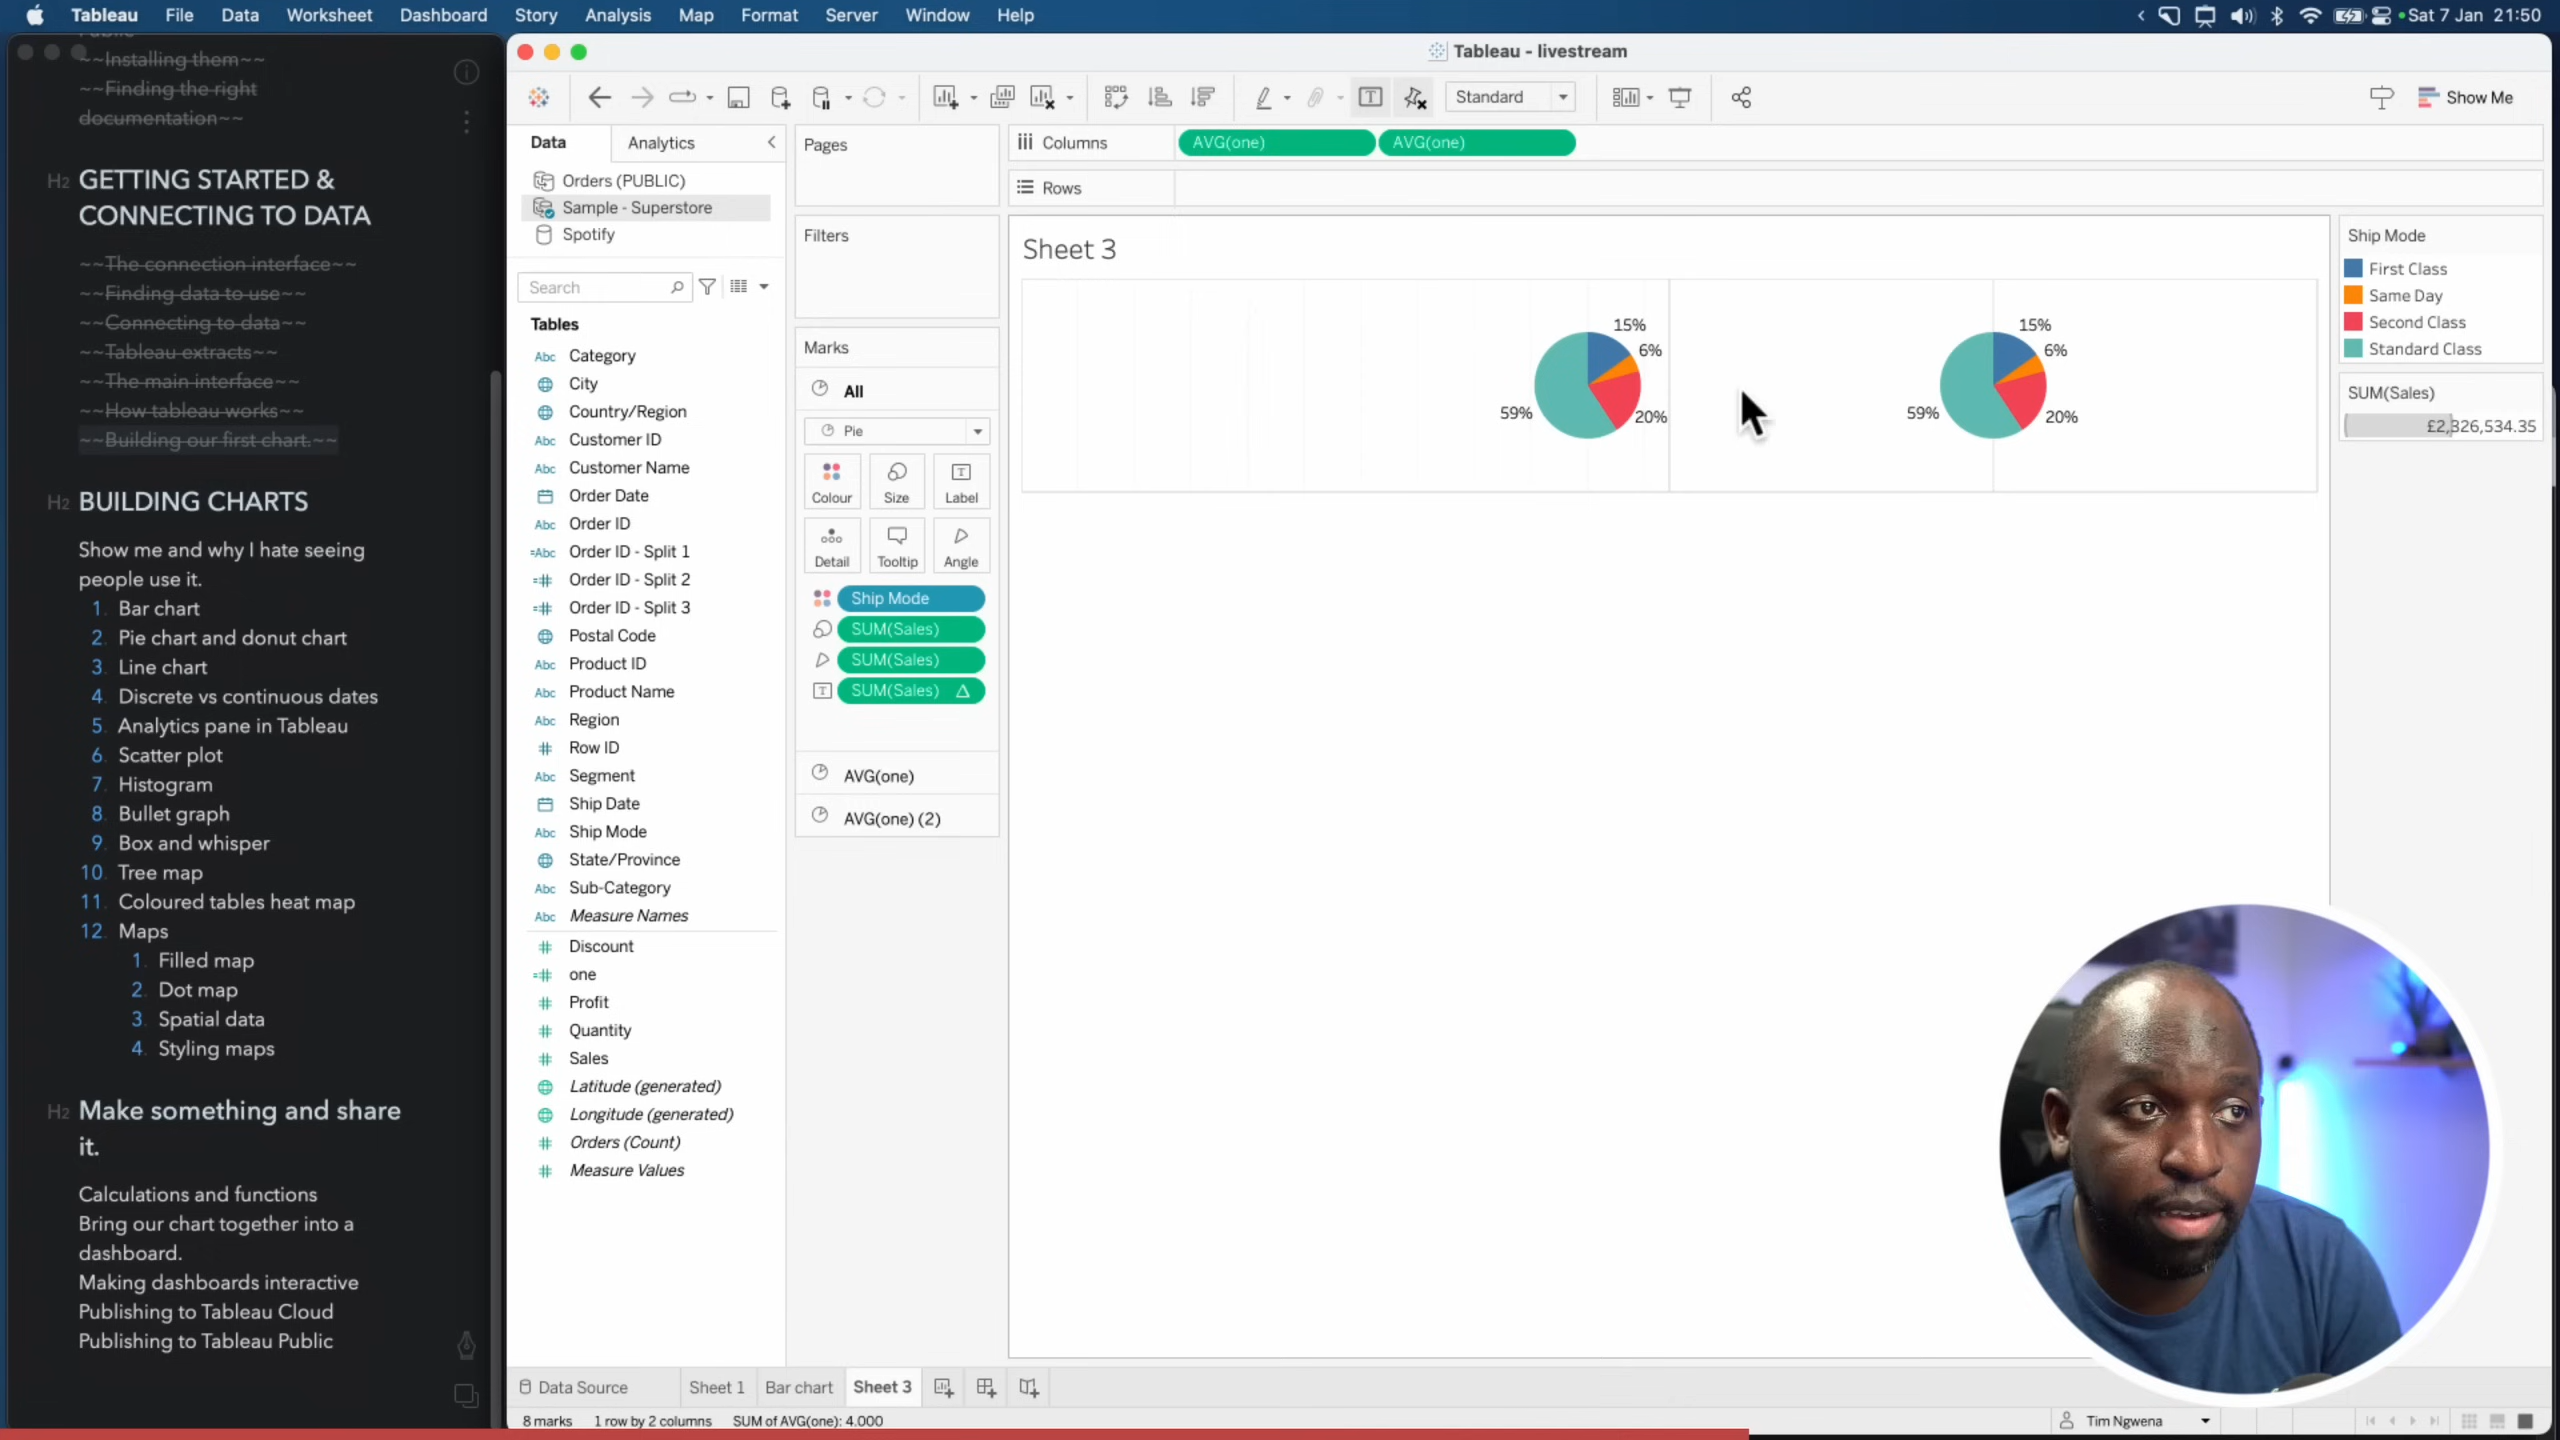 Tableau File Data Worksheet Dashboard Story Analysis Map Format Server Window Help
Sat 7 Jan 21:50
~~Installing them~~
~~Finding the right
documentation~~
H2 GETTING STARTED &
CONNECTING TO DATA
~~The connection interface~~
~~Finding data to use~~
~~Connecting to data~~
~~Tableau extracts~~
~~The main interface~~
~~How tableau works~~
~~Building our first chart.~~
H2 BUILDING CHARTS
Show me and why I hate seeing
people use it.
1. Bar chart
2. Pie chart and donut chart
3. Line chart
4. Discrete vs continuous dates
5. Analytics pane in Tableau
6. Scatter plot
7. Histogram
8. Bullet graph
9. Box and whisper
10. Tree map
11. Coloured tables heat map
12. Maps
1. Filled map
2. Dot map
3. Spatial data
4. Styling maps
H2 Make something and share
it.
Calculations and functions
Bring our chart together into a
dashboard.
Making dashboards interactive
Publishing to Tableau Cloud
Publishing to Tableau Public
Tableau - livestream
Standard
Show Me
Data Analytics
Orders (PUBLIC)
Sample - Superstore
Spotify
Search
Tables
Abc Category
City
Country/Region
Abc Customer ID
Abc Customer Name
Order Date
Abc Order ID
=Abc Order ID - Split 1
=# Order ID - Split 2
=# Order ID - Split 3
Postal Code
Abc Product ID
Abc Product Name
Abc Region
# Row ID
Abc Segment
Ship Date
Abc Ship Mode
State/Province
Abc Sub-Category
Abc Measure Names
# Discount
=# one
# Profit
# Quantity
# Sales
Latitude (generated)
Longitude (generated)
# Orders (Count)
# Measure Values
Pages
Filters
Marks
All
Pie
Colour Size Label
Detail Tooltip Angle
Ship Mode
SUM(Sales)
SUM(Sales)
SUM(Sales) △
AVG(one)
AVG(one) (2)
Columns AVG(one) AVG(one)
Rows
Sheet 3
15%
6%
20%
59%
15%
6%
20%
59%
Ship Mode
First Class
Same Day
Second Class
Standard Class
SUM(Sales)
£2,326,534.35
Data Source Sheet 1 Bar chart Sheet 3
8 marks 1 row by 2 columns SUM of AVG(one): 4.000
Tim Ngwena